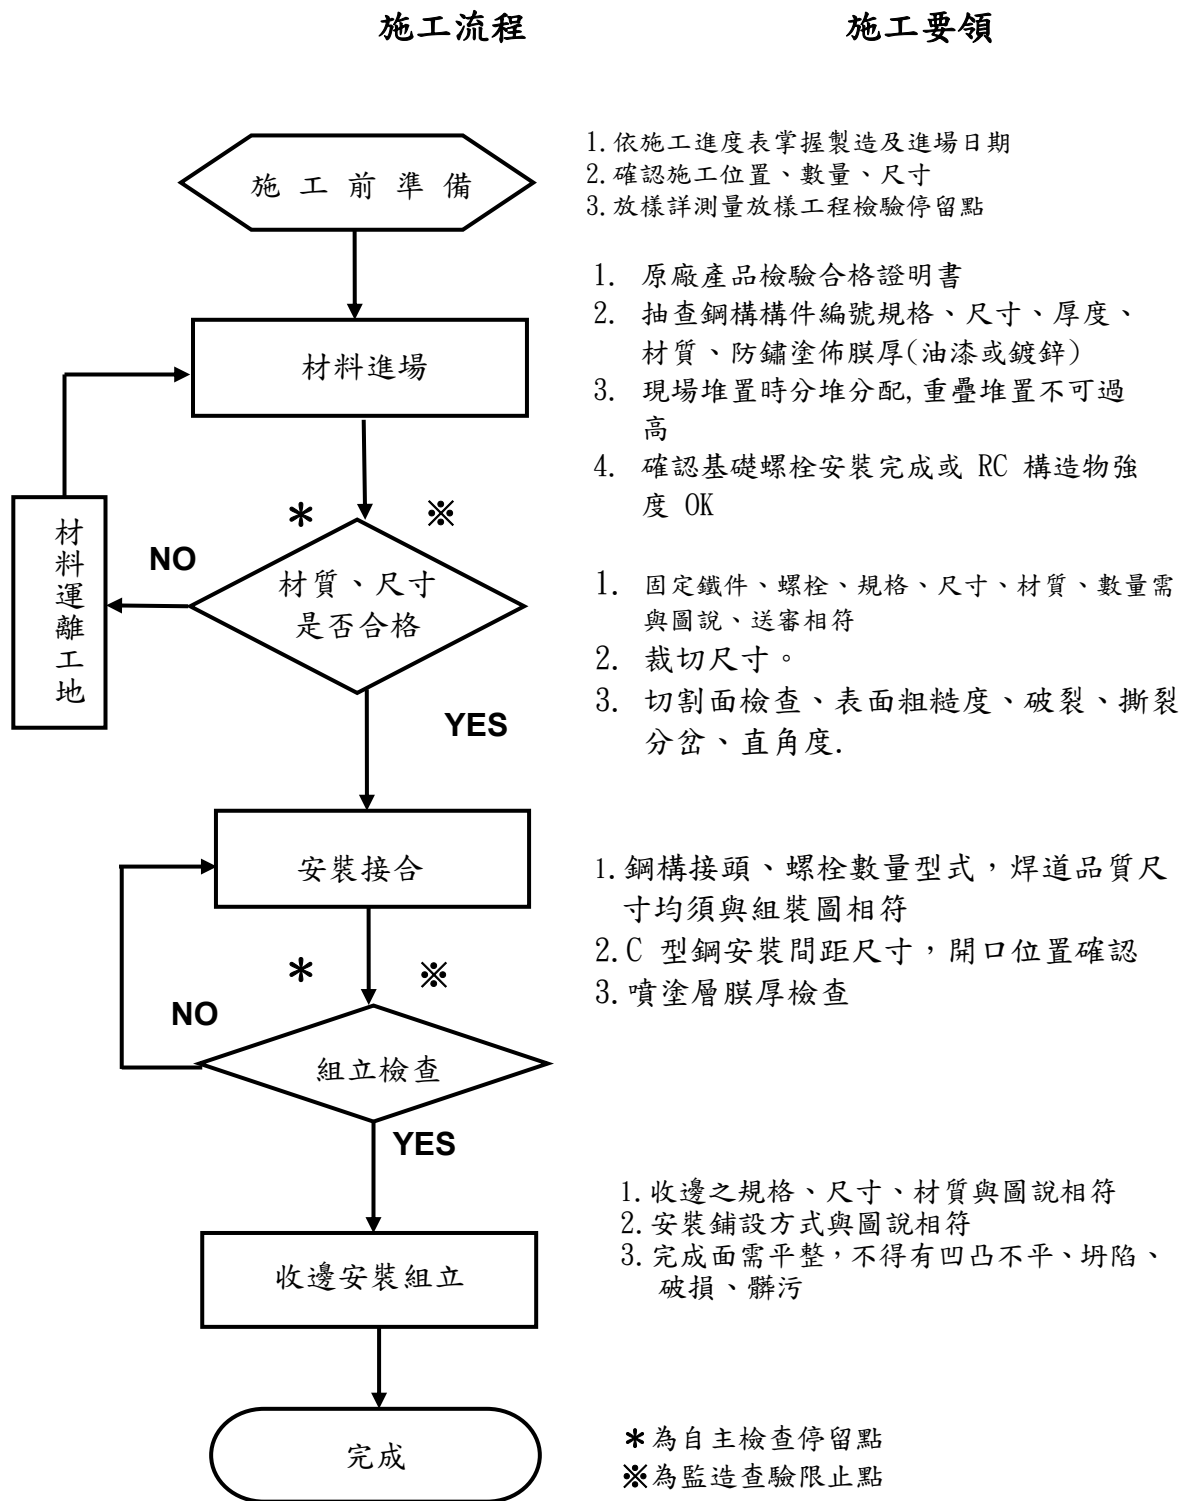 施工流程
施工要領
施工前準備
1.依施工進度表掌握製造及進場日期
2.確認施工位置、數量、尺寸
3.放樣詳測量放樣工程檢驗停留點
材料進場
1. 原廠產品檢驗合格證明書
2. 抽查鋼構構件編號規格、尺寸、厚度、
材質、防鏽塗佈膜厚(油漆或鍍鋅)
3. 現場堆置時分堆分配,重疊堆置不可過
高
4. 確認基礎螺栓安裝完成或 RC 構造物強
度 OK
* ※
NO
材料運離工地
材質、尺寸
是否合格
YES
1. 固定鐵件、螺栓、規格、尺寸、材質、數量需
與圖說、送審相符
2. 裁切尺寸。
3. 切割面檢查、表面粗糙度、破裂、撕裂
分岔、直角度.
安裝接合
1.鋼構接頭、螺栓數量型式，焊道品質尺
寸均須與組裝圖相符
2.C 型鋼安裝間距尺寸，開口位置確認
3.噴塗層膜厚檢查
* ※
NO
組立檢查
YES
收邊安裝組立
1.收邊之規格、尺寸、材質與圖說相符
2.安裝鋪設方式與圖說相符
3.完成面需平整，不得有凹凸不平、坍陷、
破損、髒污
完成
*為自主檢查停留點
※為監造查驗限止點